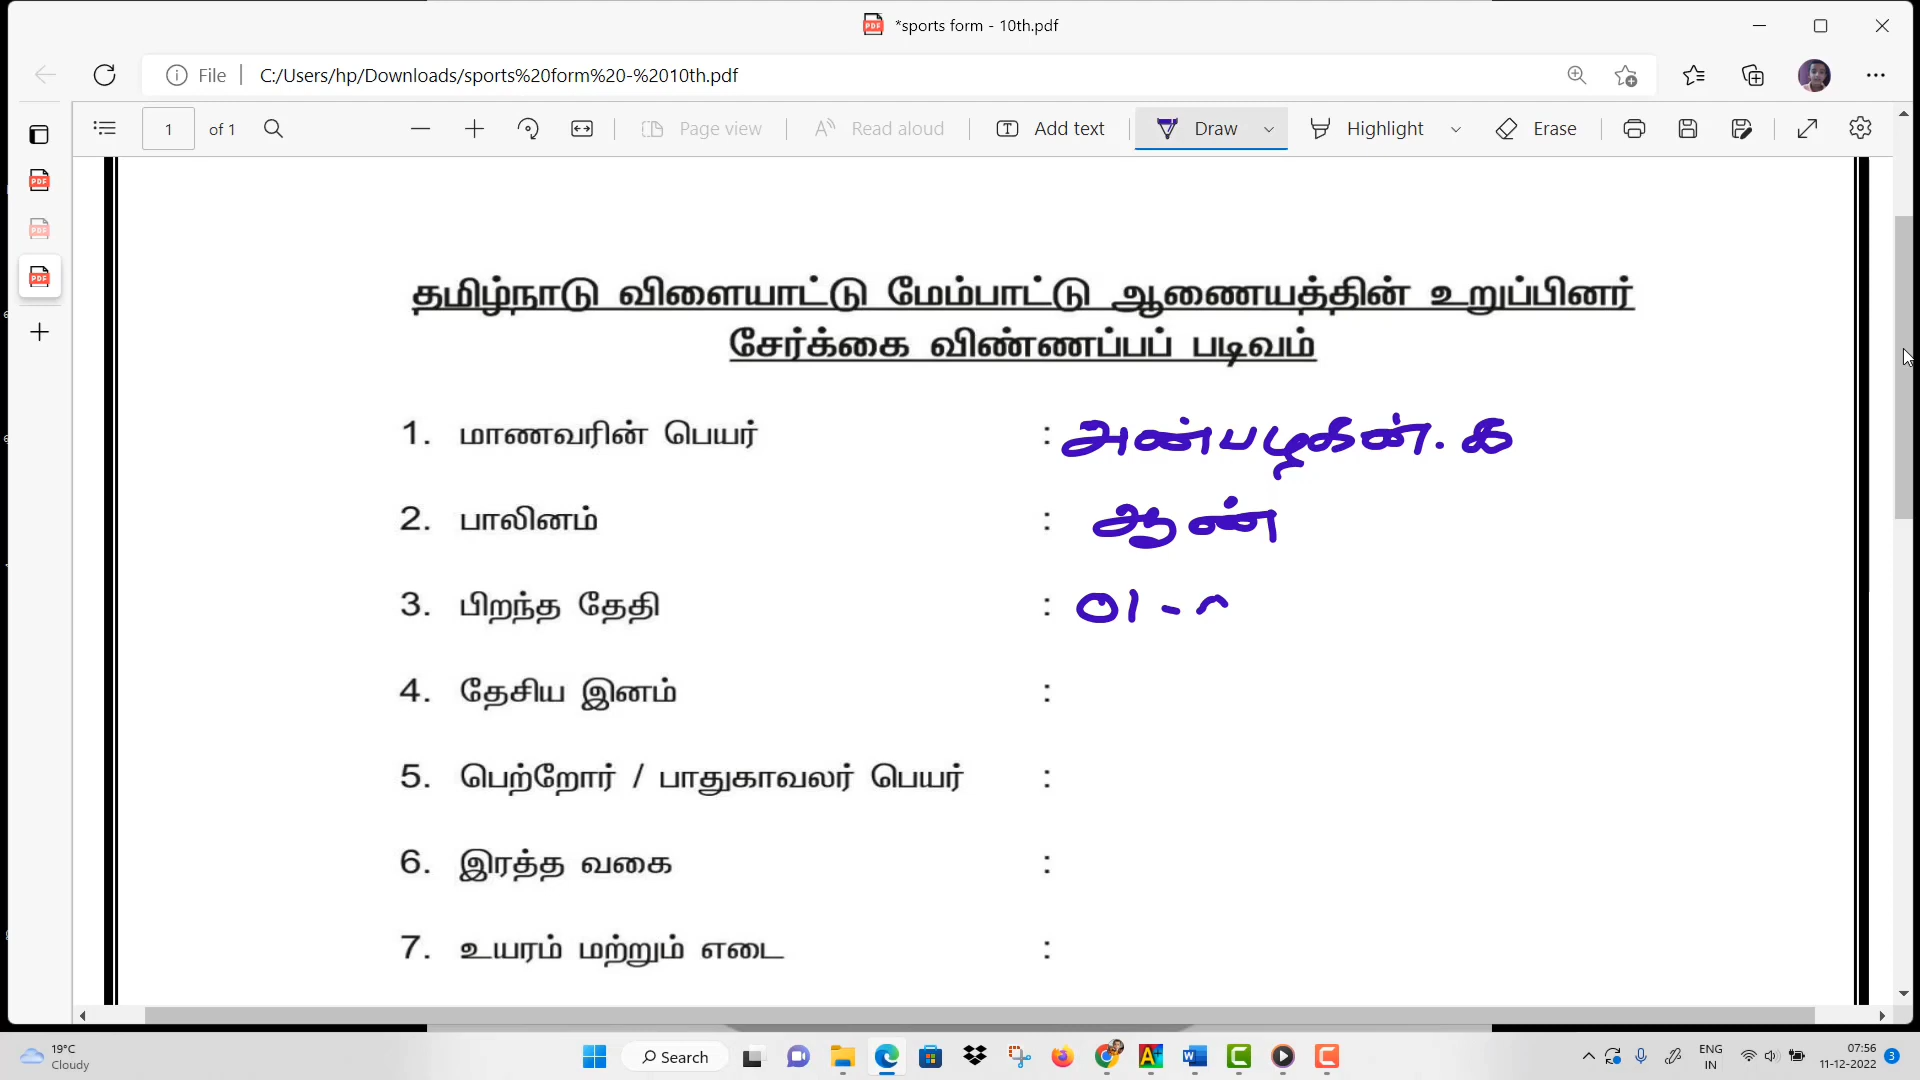 *sports form - 10th.pdf
File | C:/Users/hp/Downloads/sports%20form%20-%2010th.pdf
1 of 1 Page view Read aloud Add text Draw Highlight Erase
தமிழ்நாடு விளையாட்டு மேம்பாட்டு ஆணையத்தின் உறுப்பினர்
சேர்க்கை விண்ணப்பப் படிவம்
1. மாணவரின் பெயர் : அன்பழகன். க
2. பாலினம் : ஆண்
3. பிறந்த தேதி : 01 -
4. தேசிய இனம் :
5. பெற்றோர் / பாதுகாவலர் பெயர் :
6. இரத்த வகை :
7. உயரம் மற்றும் எடை :
19°C
Cloudy
Search
ENG
IN
07:56
11-12-2022
3